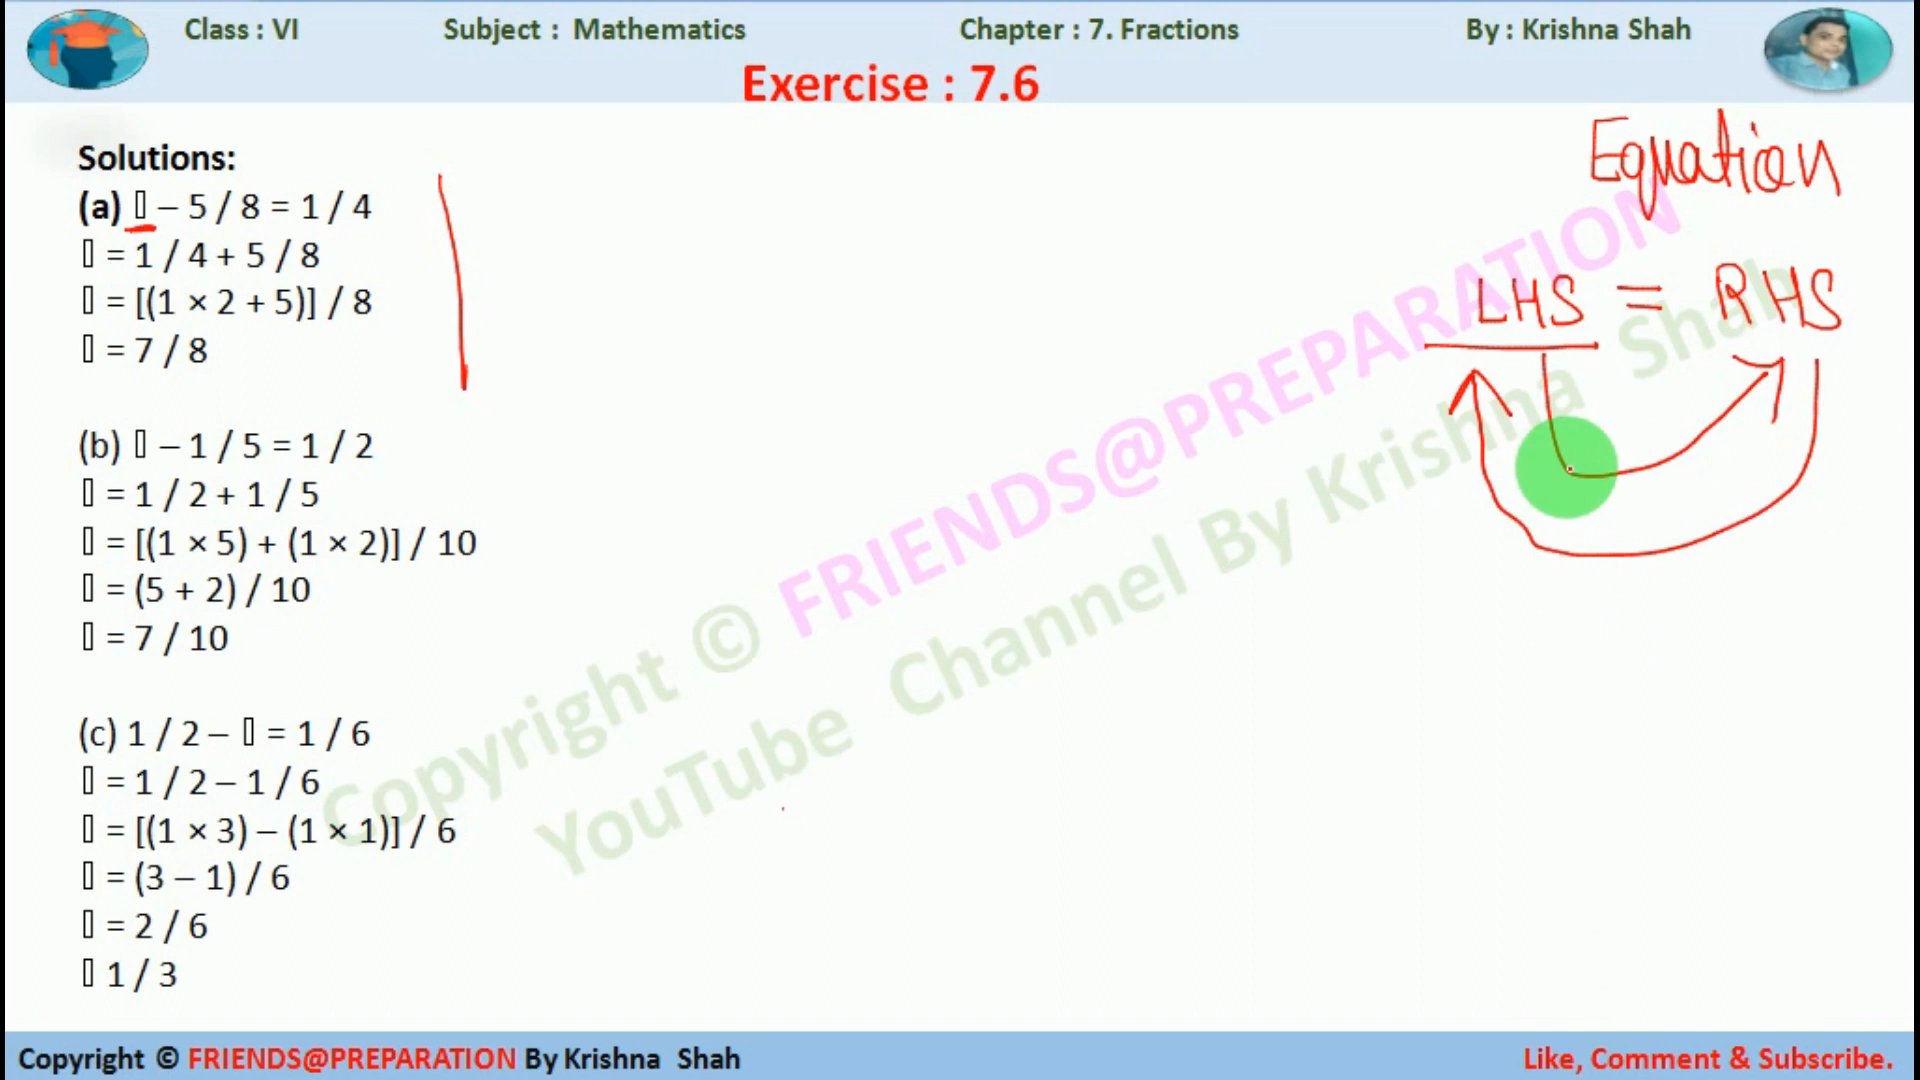 Class : VI Subject : Mathematics Chapter : 7. Fractions By : Krishna Shah
Exercise : 7.6
Solutions:
(a) ▯ – 5 / 8 = 1 / 4
▯ = 1 / 4 + 5 / 8
▯ = [(1 × 2 + 5)] / 8
▯ = 7 / 8
(b) ▯ – 1 / 5 = 1 / 2
▯ = 1 / 2 + 1 / 5
▯ = [(1 × 5) + (1 × 2)] / 10
▯ = (5 + 2) / 10
▯ = 7 / 10
(c) 1 / 2 – ▯ = 1 / 6
▯ = 1 / 2 – 1 / 6
▯ = [(1 × 3) – (1 × 1)] / 6
▯ = (3 – 1) / 6
▯ = 2 / 6
▯ 1 / 3
Equation
LHS = RHS
Copyright © FRIENDS@PREPARATION
YouTube Channel By Krishna Shah
Copyright © FRIENDS@PREPARATION By Krishna Shah Like, Comment & Subscribe.